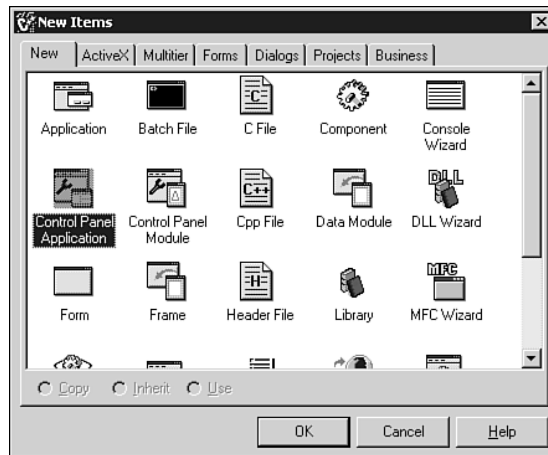 New Items
New ActiveX Multitier Forms Dialogs Projects Business
Application Batch File C File Component Console
Wizard
Control Panel Control Panel Cpp File Data Module DLL Wizard
Application Module
Form Frame Header File Library MFC Wizard
Copy Inherit Use
OK Cancel Help